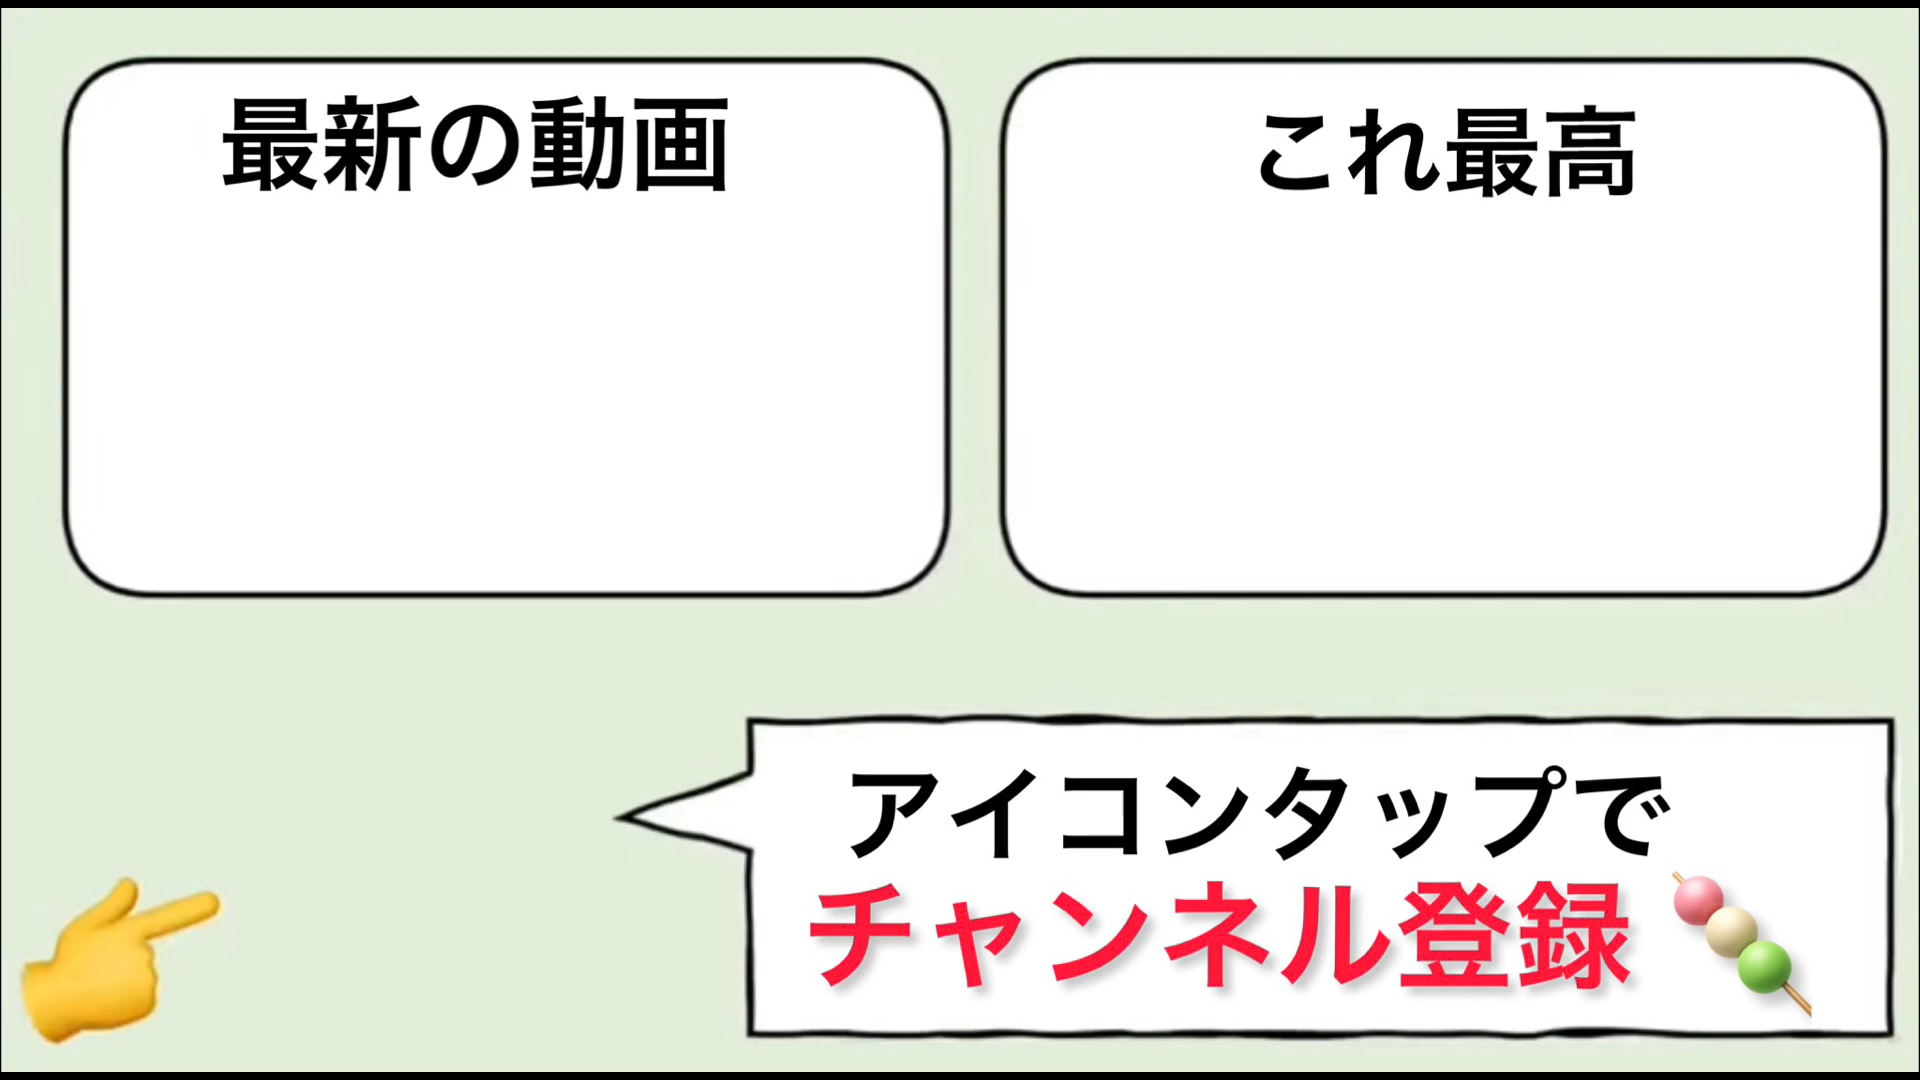 最新の動画
これ最高
アイコンタップで
チャンネル登録🍡